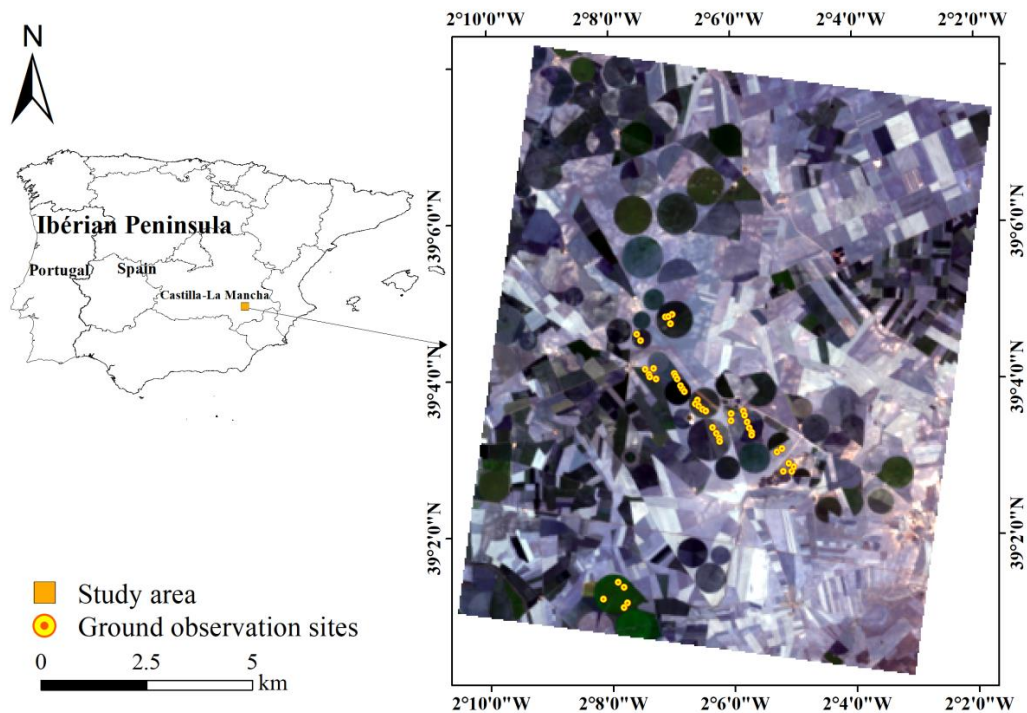 2°10'0"W 2°8'0"W 2°6'0"W 2°4'0"W 2°2'0"W
N
Ibérian Peninsula
Portugal
Spain
Castilla-La Mancha
39°6'0"N
39°4'0"N
39°2'0"N
39°6'0"N
39°4'0"N
39°2'0"N
Study area
Ground observation sites
0 2.5 5
km
2°10'0"W 2°8'0"W 2°6'0"W 2°4'0"W 2°2'0"W